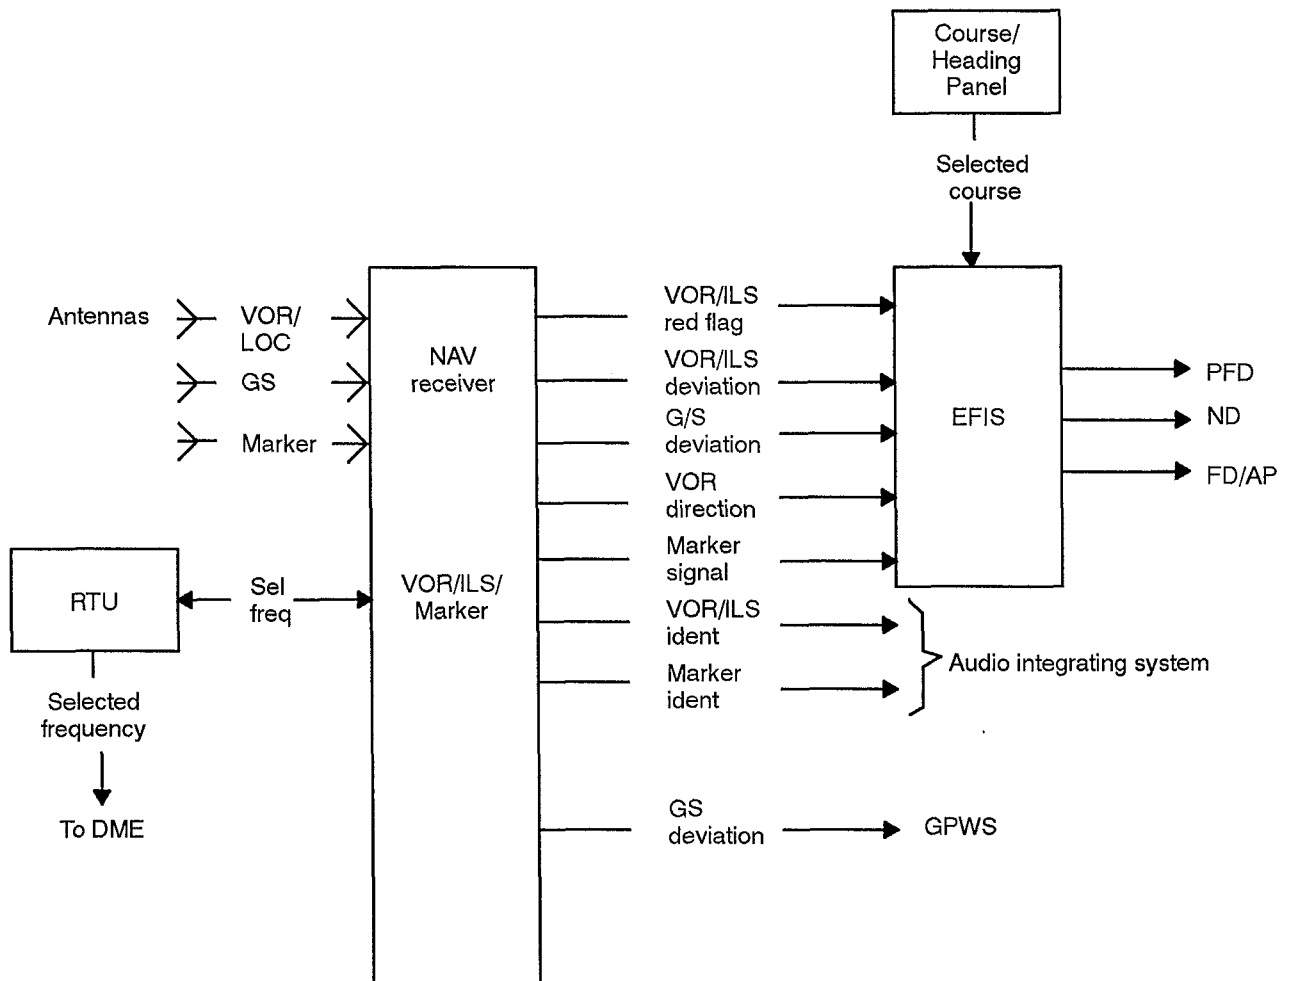 Course/
Heading
Panel
Selected
course
Antennas
VOR/
LOC
GS
Marker
NAV
receiver
VOR/ILS/
Marker
RTU
Sel
freq
Selected
frequency
To DME
VOR/ILS
red flag
VOR/ILS
deviation
G/S
deviation
VOR
direction
Marker
signal
VOR/ILS
ident
Marker
ident
GS
deviation
EFIS
PFD
ND
FD/AP
Audio integrating system
GPWS